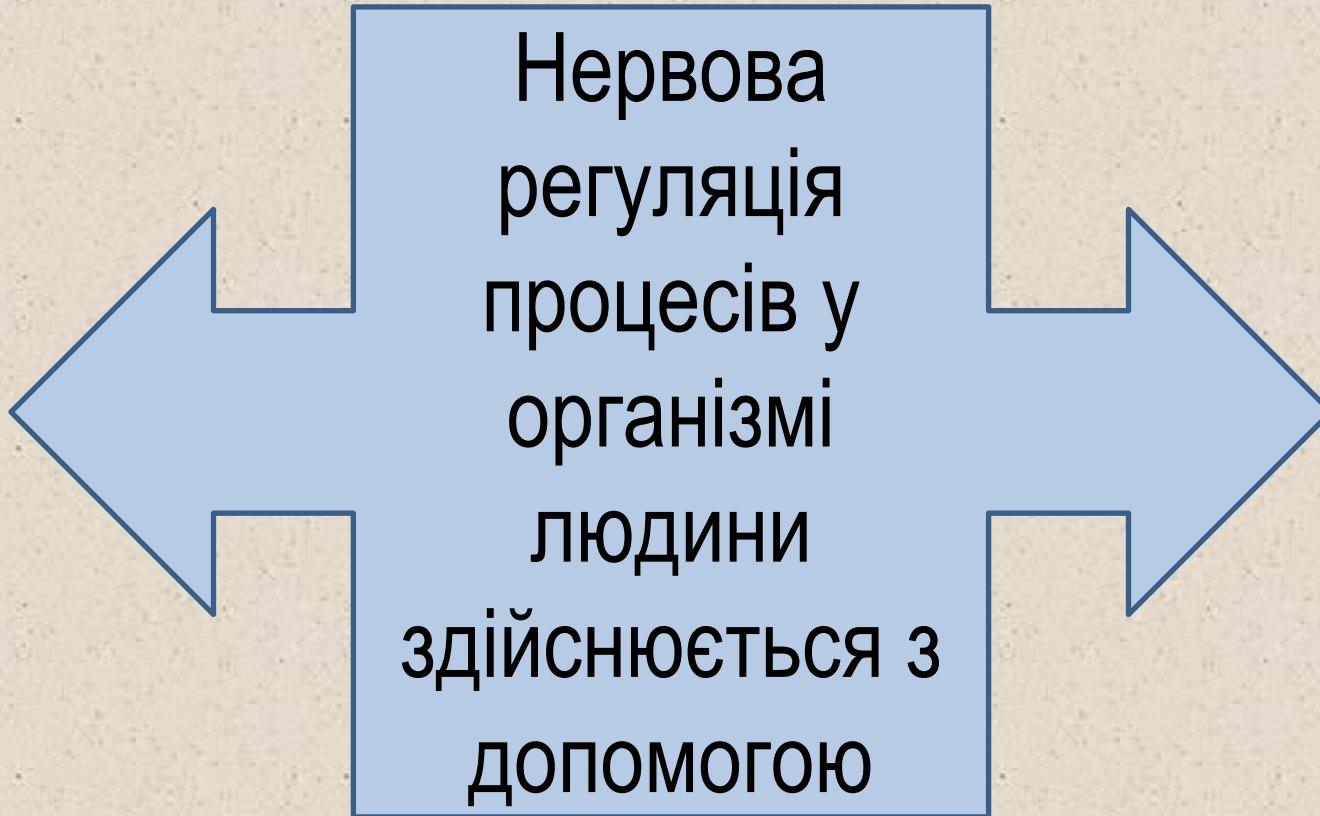 Нервова
регуляція
процесів у
організмі
людини
здійснюється з
допомогою